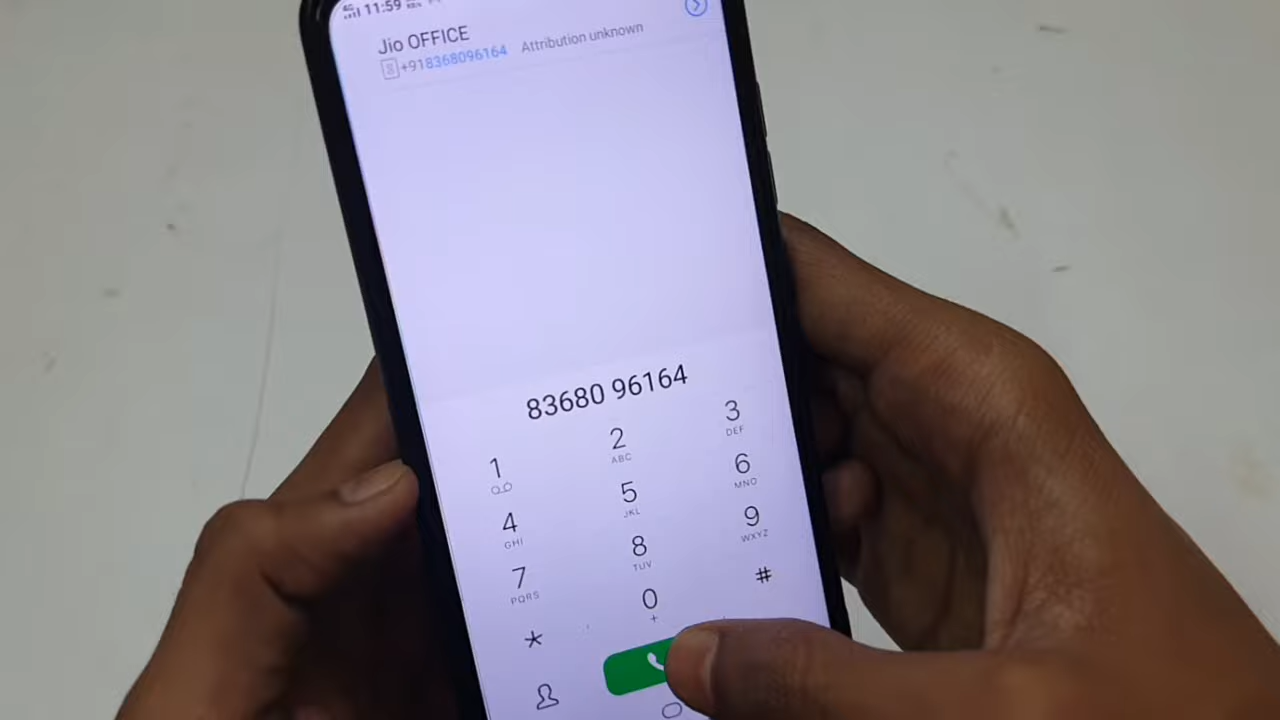 4G 11:59
Jio OFFICE
+918368096164 Attribution unknown
83680 96164
1
2 ABC
3 DEF
4 GHI
5 JKL
6 MNO
7 PQRS
8 TUV
9 WXYZ
*
0 +
#